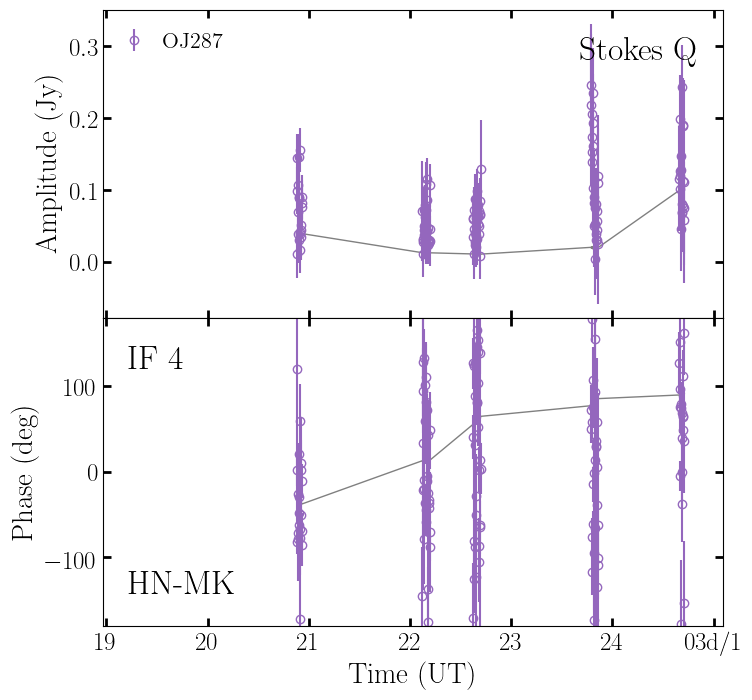 OJ287
Stokes Q
0.3
0.2
0.1
0.0
Amplitude (Jy)
IF 4
100
0
−100
Phase (deg)
HN-MK
19 20 21 22 23 24 03d/1
Time (UT)